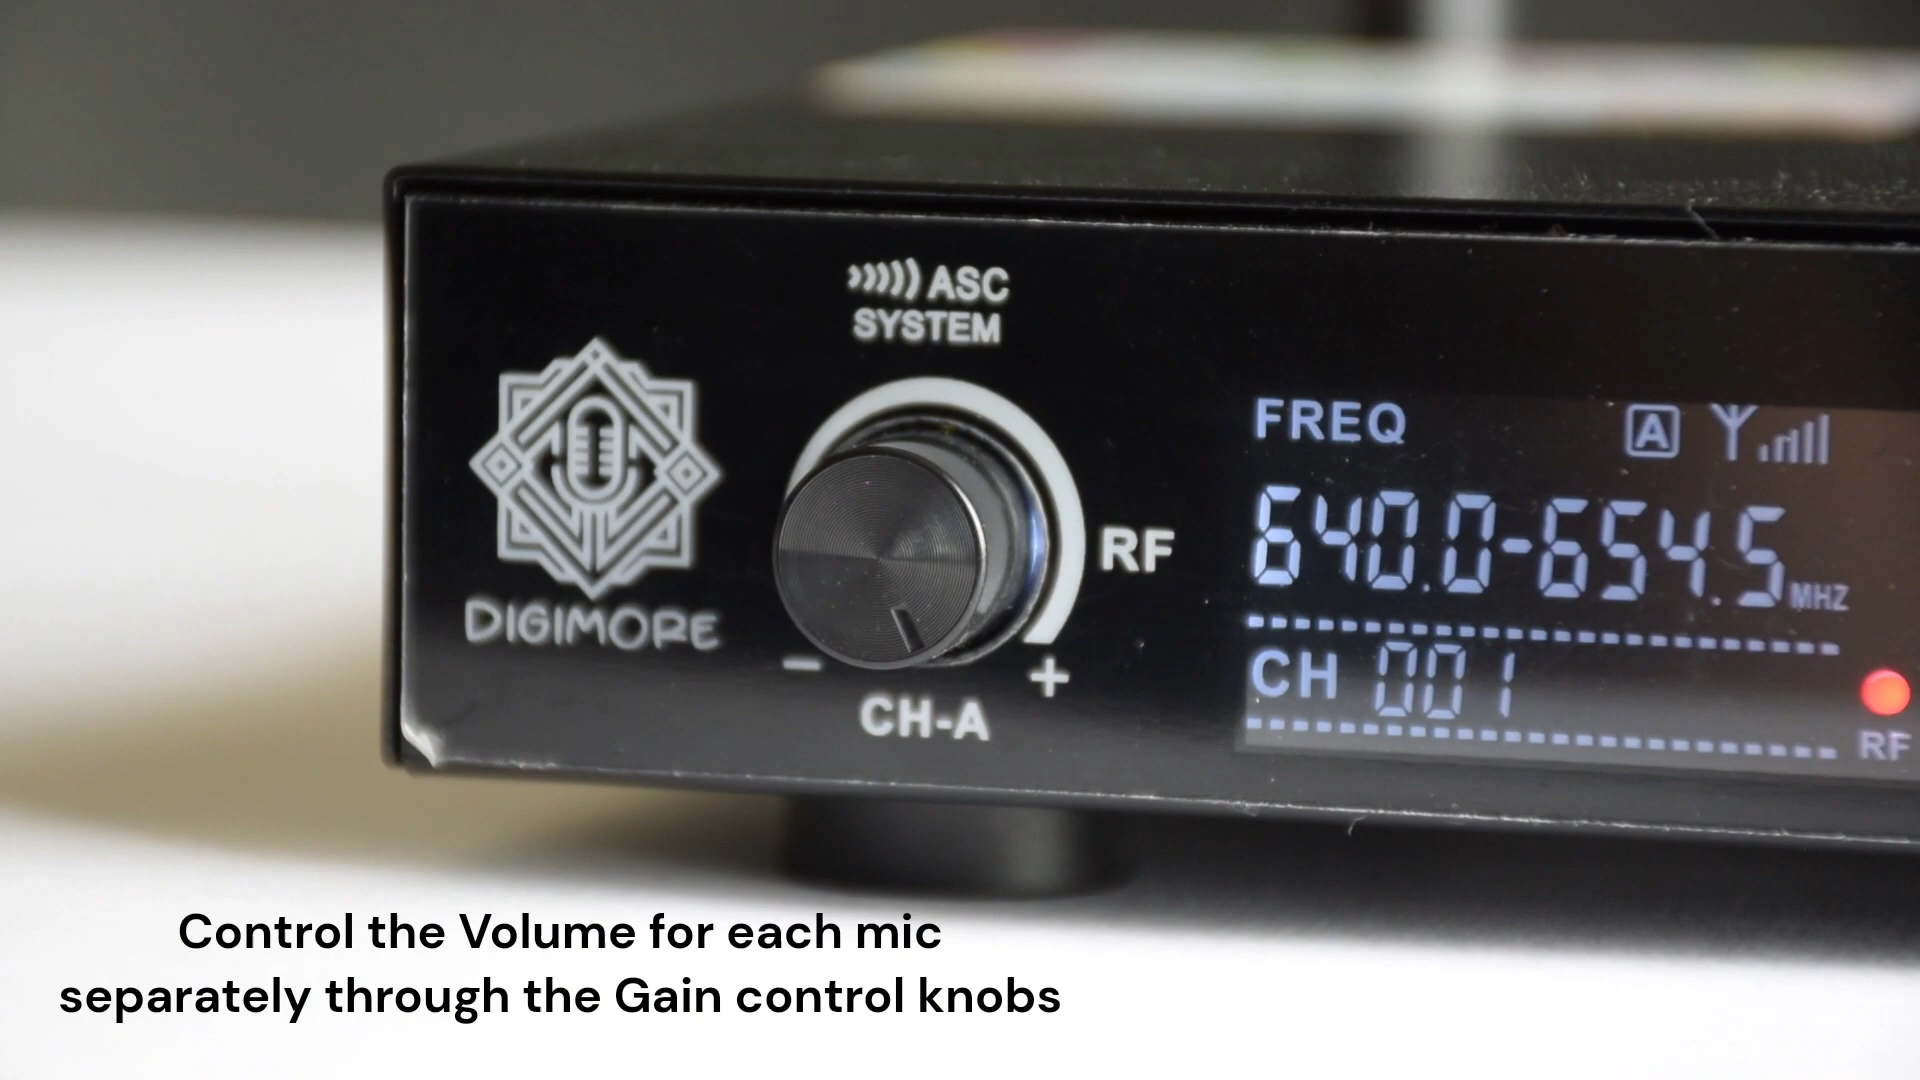 ASC
SYSTEM
DIGIMORE
RF
- +
CH-A
FREQ
A
640.0-654.5 MHZ
CH 001
RF
Control the Volume for each mic
separately through the Gain control knobs